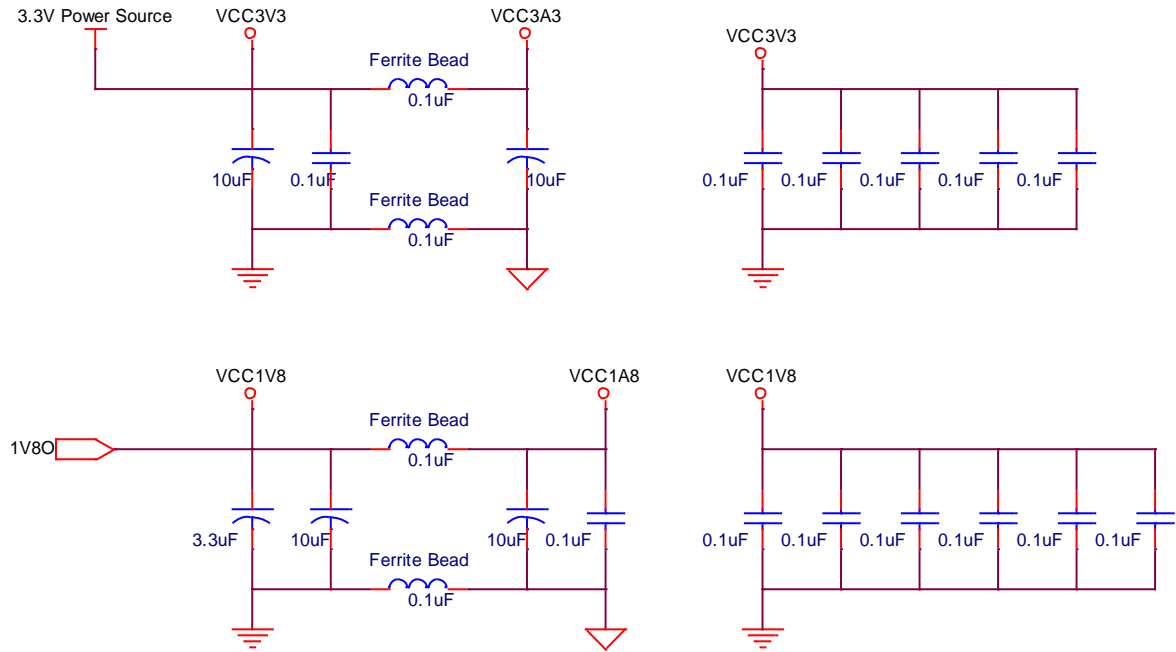 3.3V Power Source
VCC3V3
VCC3A3
VCC3V3
Ferrite Bead
0.1uF
10uF
0.1uF
10uF
0.1uF
0.1uF
0.1uF
0.1uF
0.1uF
Ferrite Bead
0.1uF
VCC1V8
VCC1A8
VCC1V8
Ferrite Bead
1V8O
0.1uF
3.3uF
10uF
10uF
0.1uF
0.1uF
0.1uF
0.1uF
0.1uF
0.1uF
0.1uF
Ferrite Bead
0.1uF